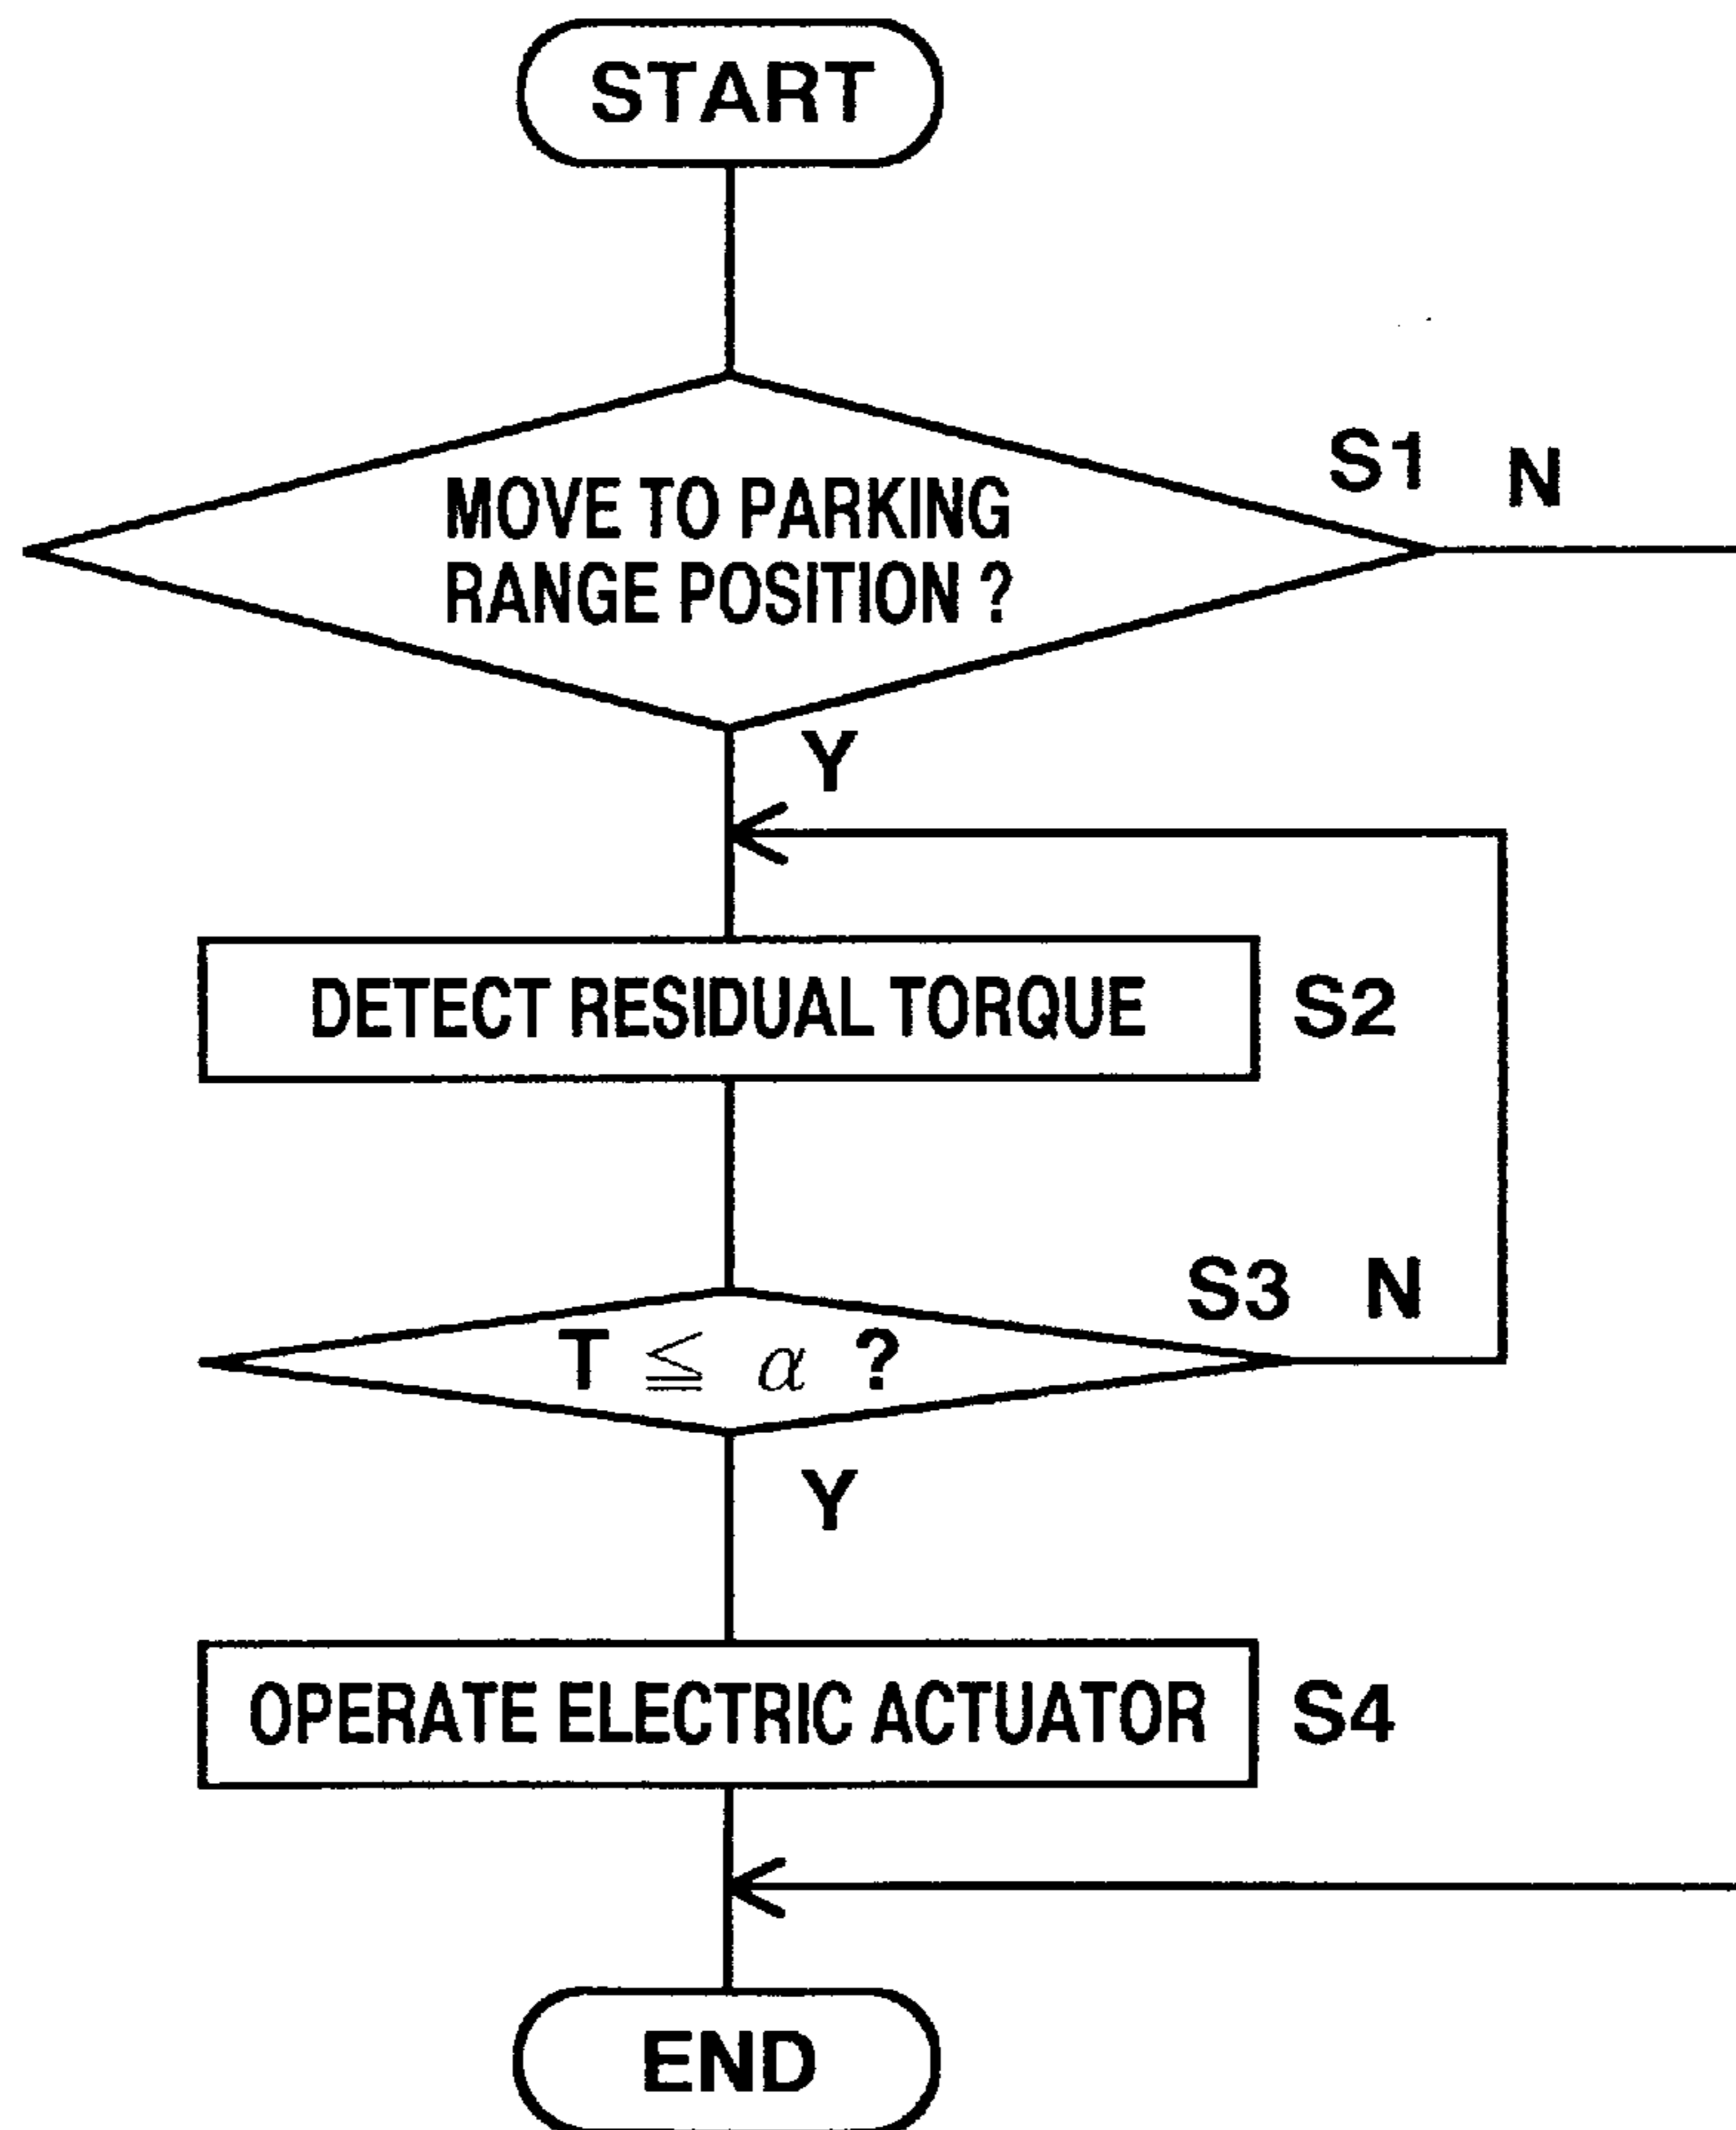 START
S1 N
MOVE TO PARKING
RANGE POSITION ?
Y
DETECT RESIDUAL TORQUE S2
S3 N
T ≦ α ?
Y
OPERATE ELECTRIC ACTUATOR S4
END